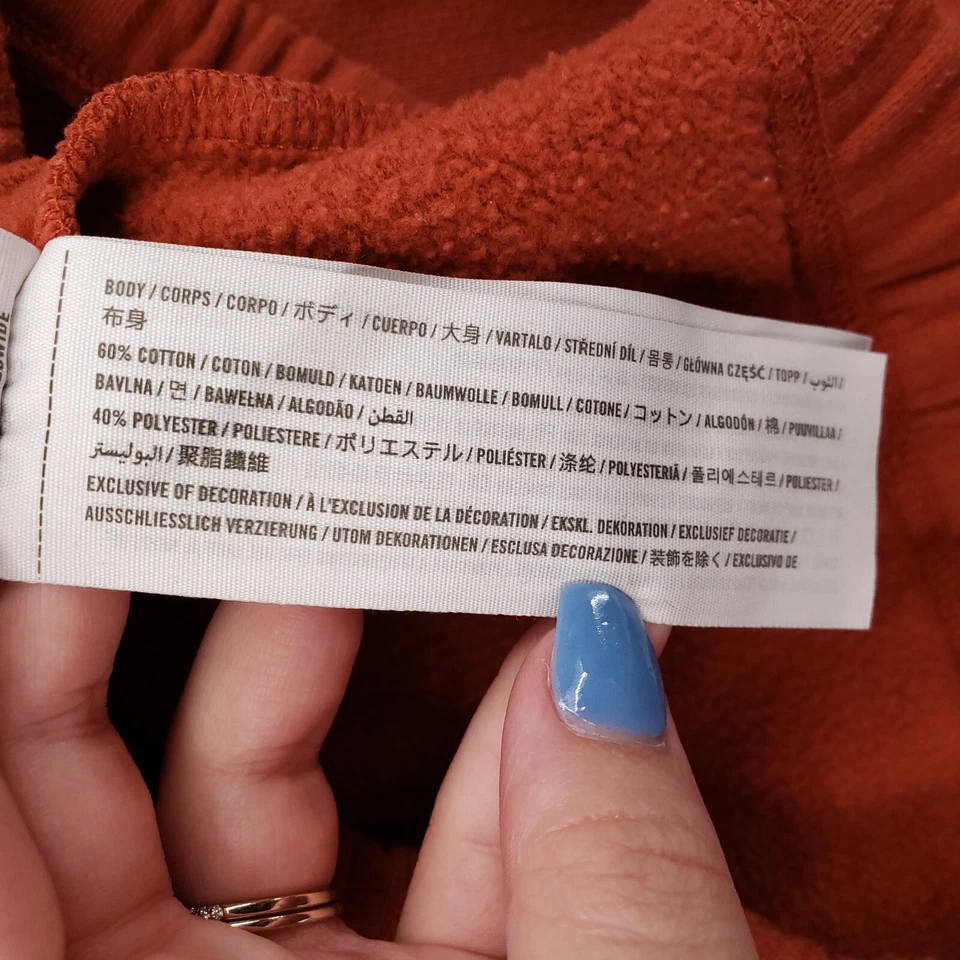 BODY / CORPS / CORPO / ボディ / CUERPO / 大身 / VARTALO / STŘEDNÍ DÍL / 몸통 / GŁÓWNA CZĘŚĆ / TOPP / الثوب /
布身
60% COTTON / COTON / BOMULD / KATOEN / BAUMWOLLE / BOMULL / COTONE / コットン / ALGODÓN / 棉 / PUUVILLAA /
BAVLNA / 면 / BAWEŁNA / ALGODÃO / القطن /
40% POLYESTER / POLIESTERE / ポリエステル / POLIÉSTER / 涤纶 / POLYESTERIÄ / 폴리에스테르 / POLIESTER /
البوليستر / 聚脂纖維
EXCLUSIVE OF DECORATION / À L'EXCLUSION DE LA DÉCORATION / EKSKL. DEKORATION / EXCLUSIEF DECORATIE /
AUSSCHLIESSLICH VERZIERUNG / UTOM DEKORATIONEN / ESCLUSA DECORAZIONE / 装飾を除く / EXCLUSIVO DE